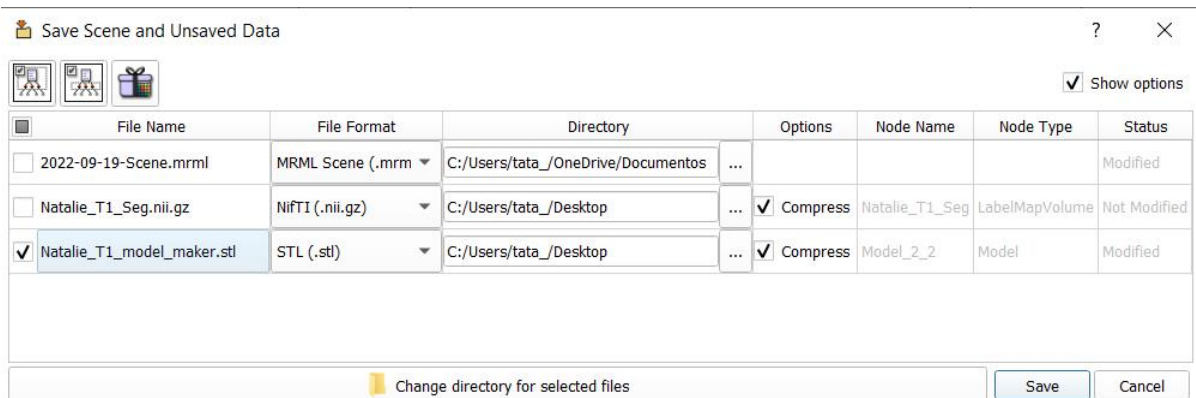 Save Scene and Unsaved Data ?
Show options
File Name File Format Directory Options Node Name Node Type Status
2022-09-19-Scene.mrml MRML Scene (.mrm C:/Users/tata_/OneDrive/Documentos ... Modified
Natalie_T1_Seg.nii.gz NifTI (.nii.gz) C:/Users/tata_/Desktop ... Compress Natalie_T1_Seg LabelMapVolume Not Modified
Natalie_T1_model_maker.stl STL (.stl) C:/Users/tata_/Desktop ... Compress Model_2_2 Model Modified
Change directory for selected files Save Cancel